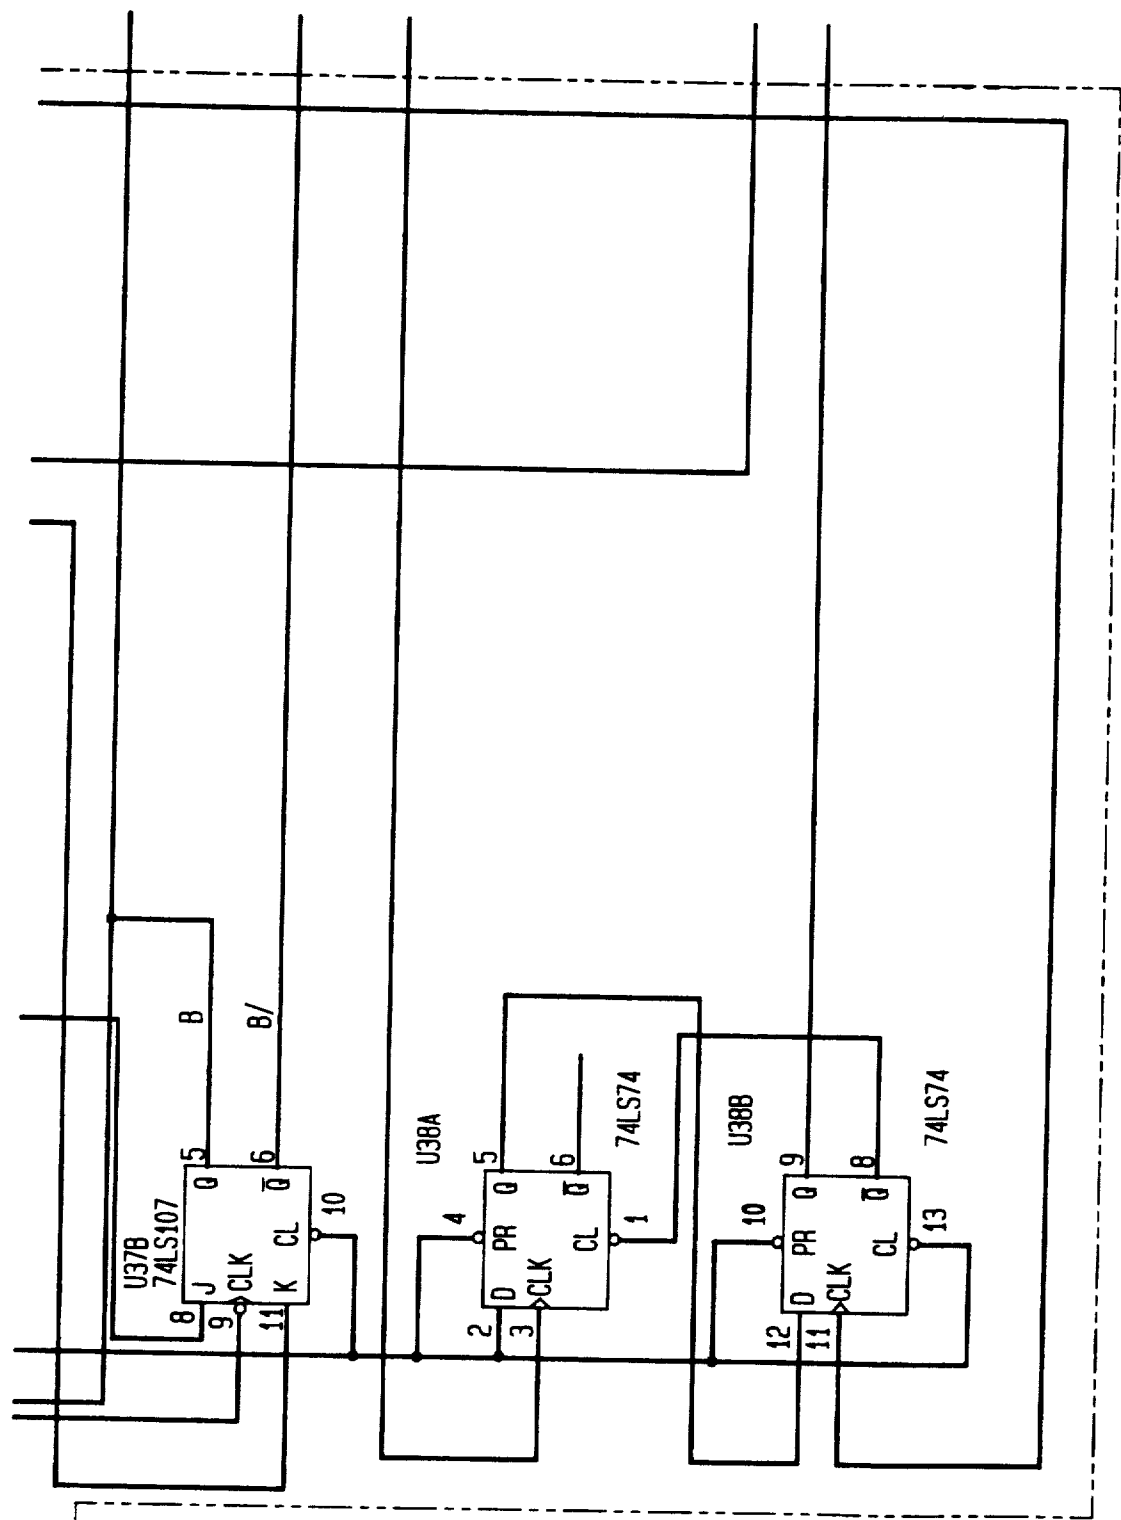 U37B
74LS107
8 J
9 CLK
11 K
Q 5
Q̅ 6
CL 10
B
B/
U38A
4 PR
2 D
3 CLK
Q 5
Q̅ 6
CL 1
74LS74
U38B
10 PR
12 D
11 CLK
Q 9
Q̅ 8
CL 13
74LS74